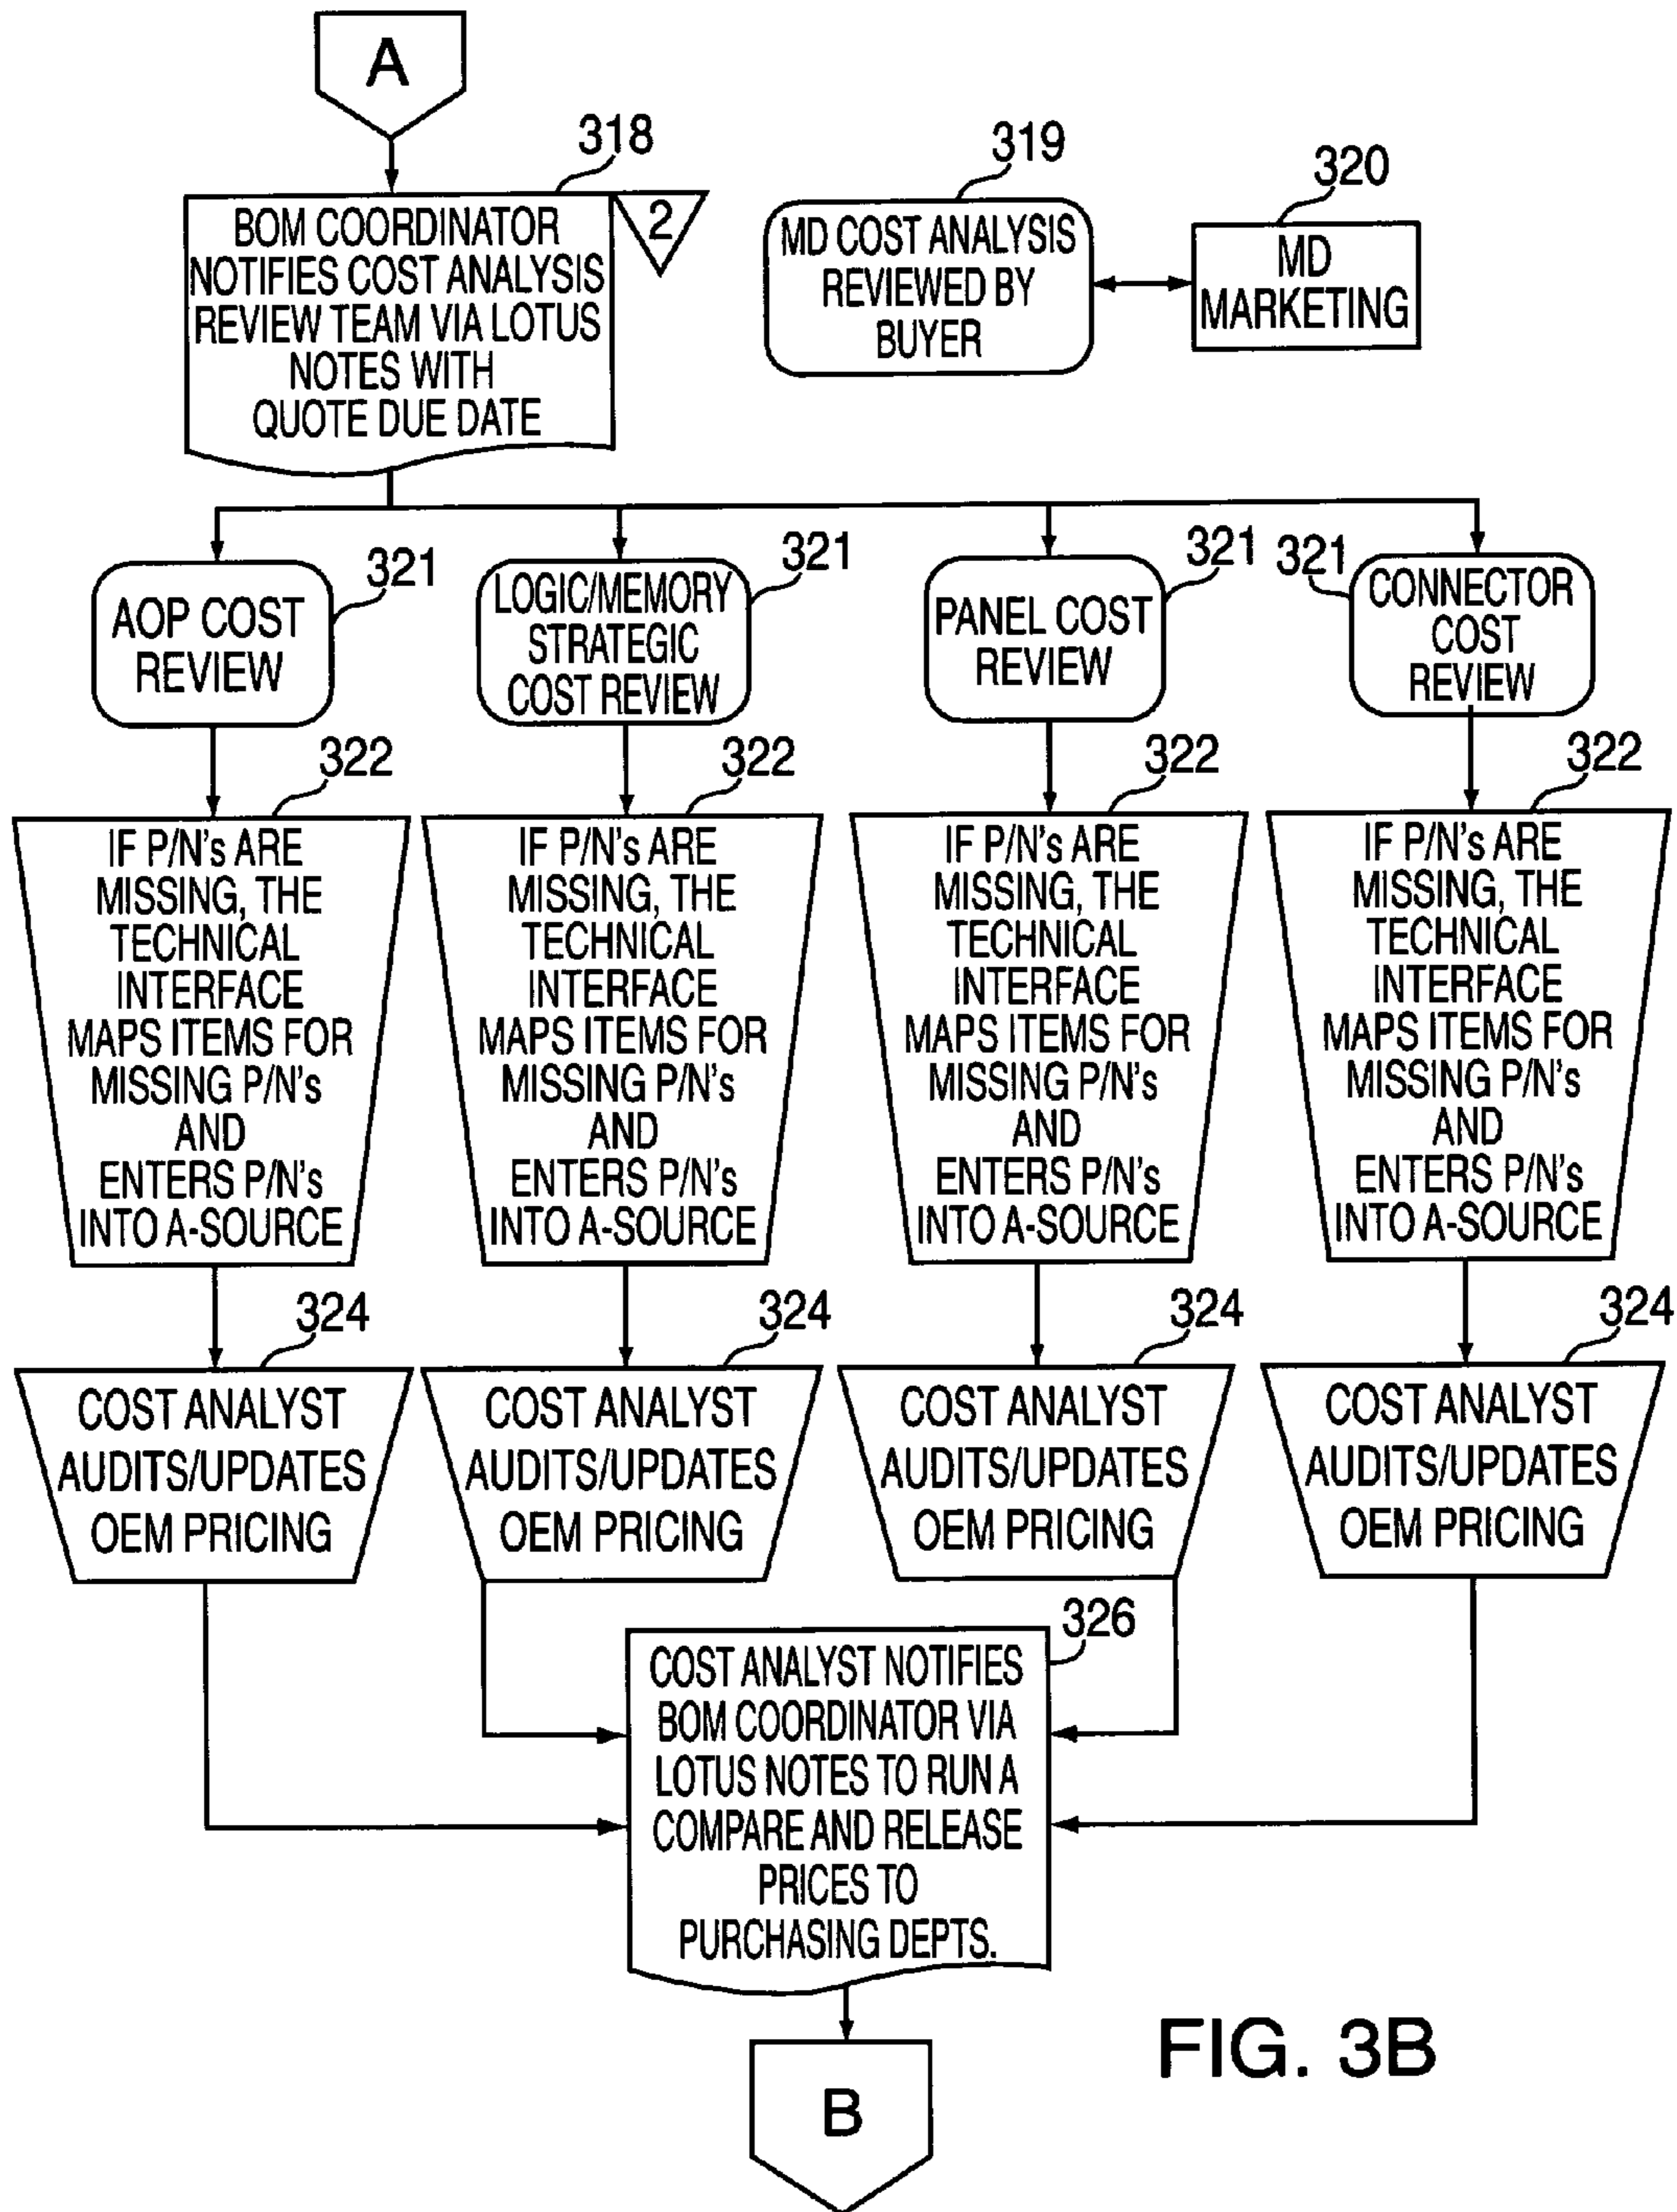 A
318
BOM COORDINATOR
NOTIFIES COST ANALYSIS
REVIEW TEAM VIA LOTUS
NOTES WITH
QUOTE DUE DATE
2
319
MD COST ANALYSIS
REVIEWED BY
BUYER
320
MD
MARKETING
321
AOP COST
REVIEW
321
LOGIC/MEMORY
STRATEGIC
COST REVIEW
321
PANEL COST
REVIEW
321
CONNECTOR
COST
REVIEW
322
IF P/N's ARE
MISSING, THE
TECHNICAL
INTERFACE
MAPS ITEMS FOR
MISSING P/N's
AND
ENTERS P/N's
INTO A-SOURCE
322
IF P/N's ARE
MISSING, THE
TECHNICAL
INTERFACE
MAPS ITEMS FOR
MISSING P/N's
AND
ENTERS P/N's
INTO A-SOURCE
322
IF P/N's ARE
MISSING, THE
TECHNICAL
INTERFACE
MAPS ITEMS FOR
MISSING P/N's
AND
ENTERS P/N's
INTO A-SOURCE
322
IF P/N's ARE
MISSING, THE
TECHNICAL
INTERFACE
MAPS ITEMS FOR
MISSING P/N's
AND
ENTERS P/N's
INTO A-SOURCE
324
COST ANALYST
AUDITS/UPDATES
OEM PRICING
324
COST ANALYST
AUDITS/UPDATES
OEM PRICING
324
COST ANALYST
AUDITS/UPDATES
OEM PRICING
324
COST ANALYST
AUDITS/UPDATES
OEM PRICING
326
COST ANALYST NOTIFIES
BOM COORDINATOR VIA
LOTUS NOTES TO RUN A
COMPARE AND RELEASE
PRICES TO
PURCHASING DEPTS.
FIG. 3B
B